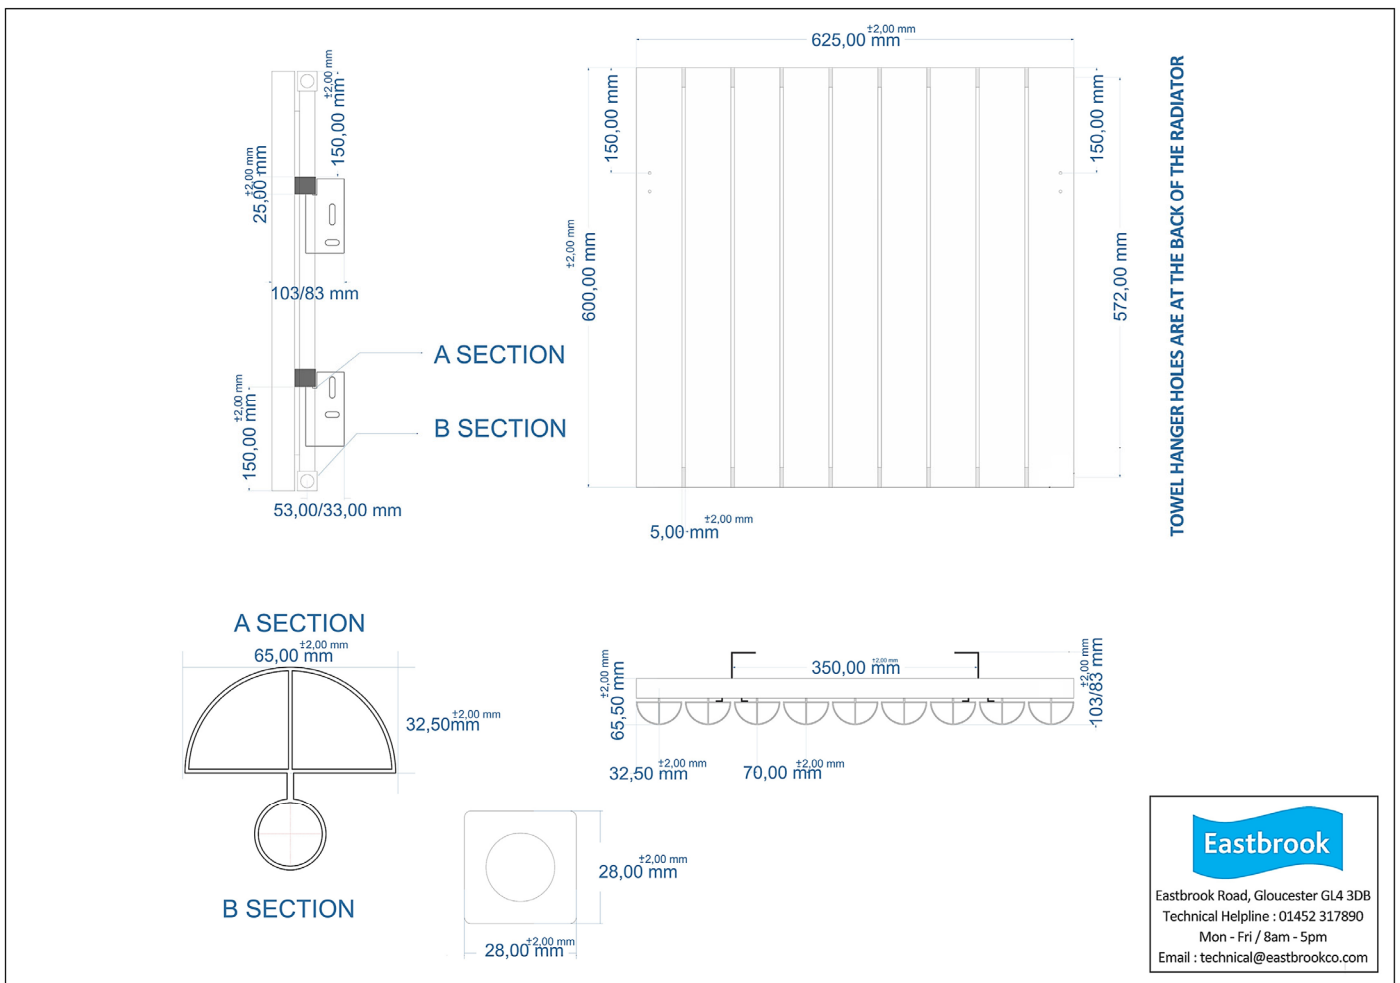 ±2,00 mm
150,00 mm
±2,00 mm
25,00 mm
103/83 mm
A SECTION
B SECTION
±2,00 mm
150,00 mm
53,00/33,00 mm
±2,00 mm
625,00 mm
150,00 mm
150,00 mm
±2,00 mm
600,00 mm
572,00 mm
±2,00 mm
5,00 mm
TOWEL HANGER HOLES ARE AT THE BACK OF THE RADIATOR
A SECTION
±2,00 mm
65,00 mm
±2,00 mm
32,50mm
B SECTION
±2,00 mm
28,00 mm
±2,00 mm
28,00 mm
±2,00 mm
350,00 mm
±2,00 mm
65,50 mm
±2,00 mm
103/83 mm
±2,00 mm
32,50 mm
±2,00 mm
70,00 mm
Eastbrook
Eastbrook Road, Gloucester GL4 3DB
Technical Helpline : 01452 317890
Mon - Fri / 8am - 5pm
Email : technical@eastbrookco.com